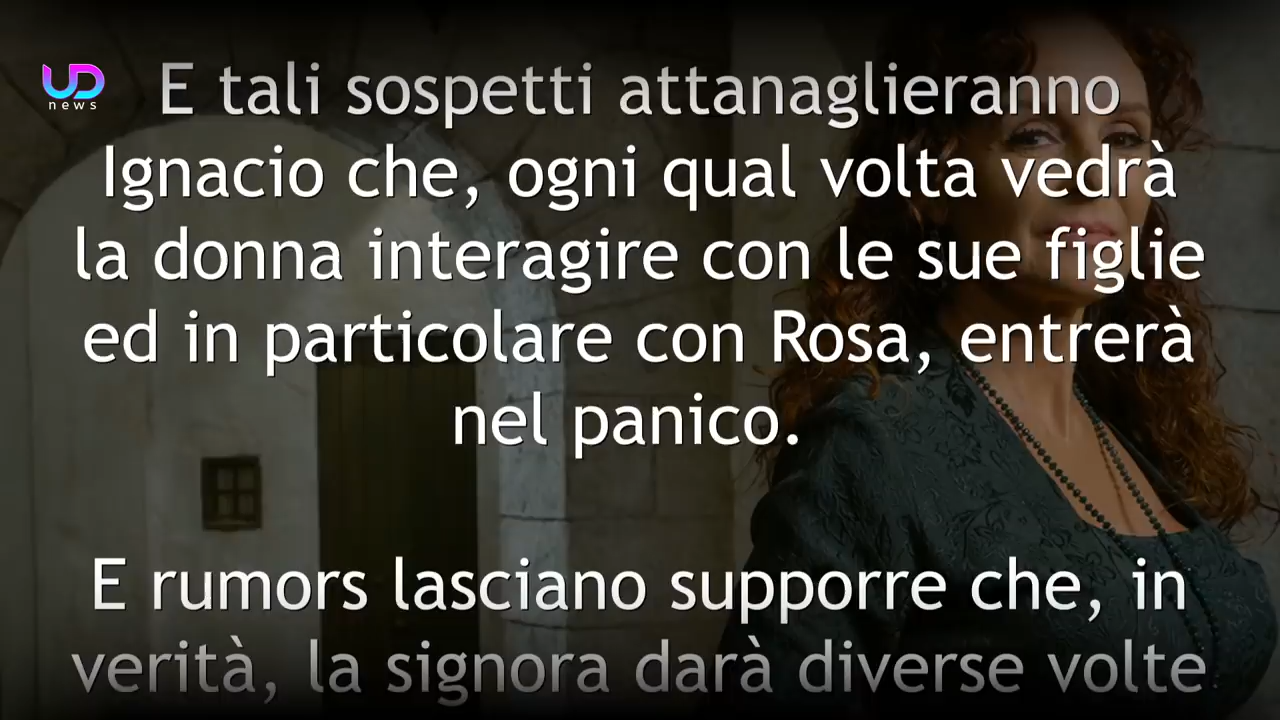 UD
news
E tali sospetti attanaglieranno
Ignacio che, ogni qual volta vedrà
la donna interagire con le sue figlie
ed in particolare con Rosa, entrerà
nel panico.
E rumors lasciano supporre che, in
verità, la signora darà diverse volte